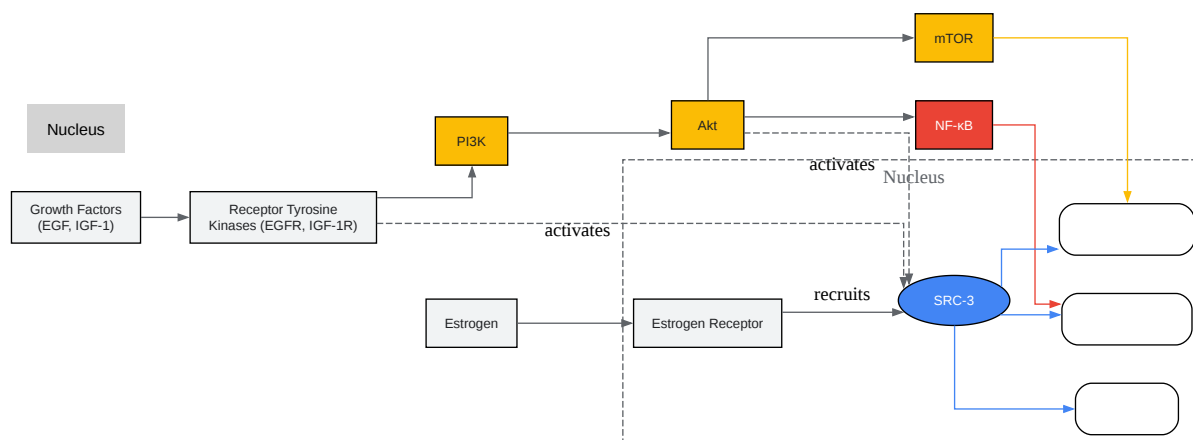 mTOR
Nucleus
Akt
NF-κB
PI3K
activates
Nucleus
Growth Factors
(EGF, IGF-1)
Receptor Tyrosine
Kinases (EGFR, IGF-1R)
activates
recruits
SRC-3
Estrogen
Estrogen Receptor